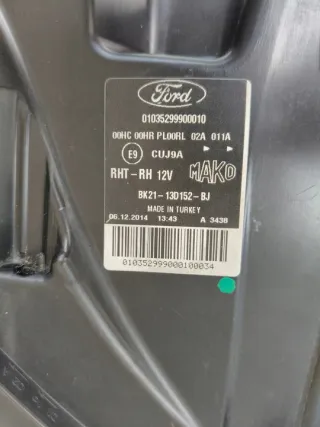 Ford
01035299900010
00HC 00HR PL00RL 02A 011A
E9 CUJ9A
RHT-RH 12V MAKO
BK21-13D152-BJ
MADE IN TURKEY
06.12.2014 13:43 A 3438
010352999000100034